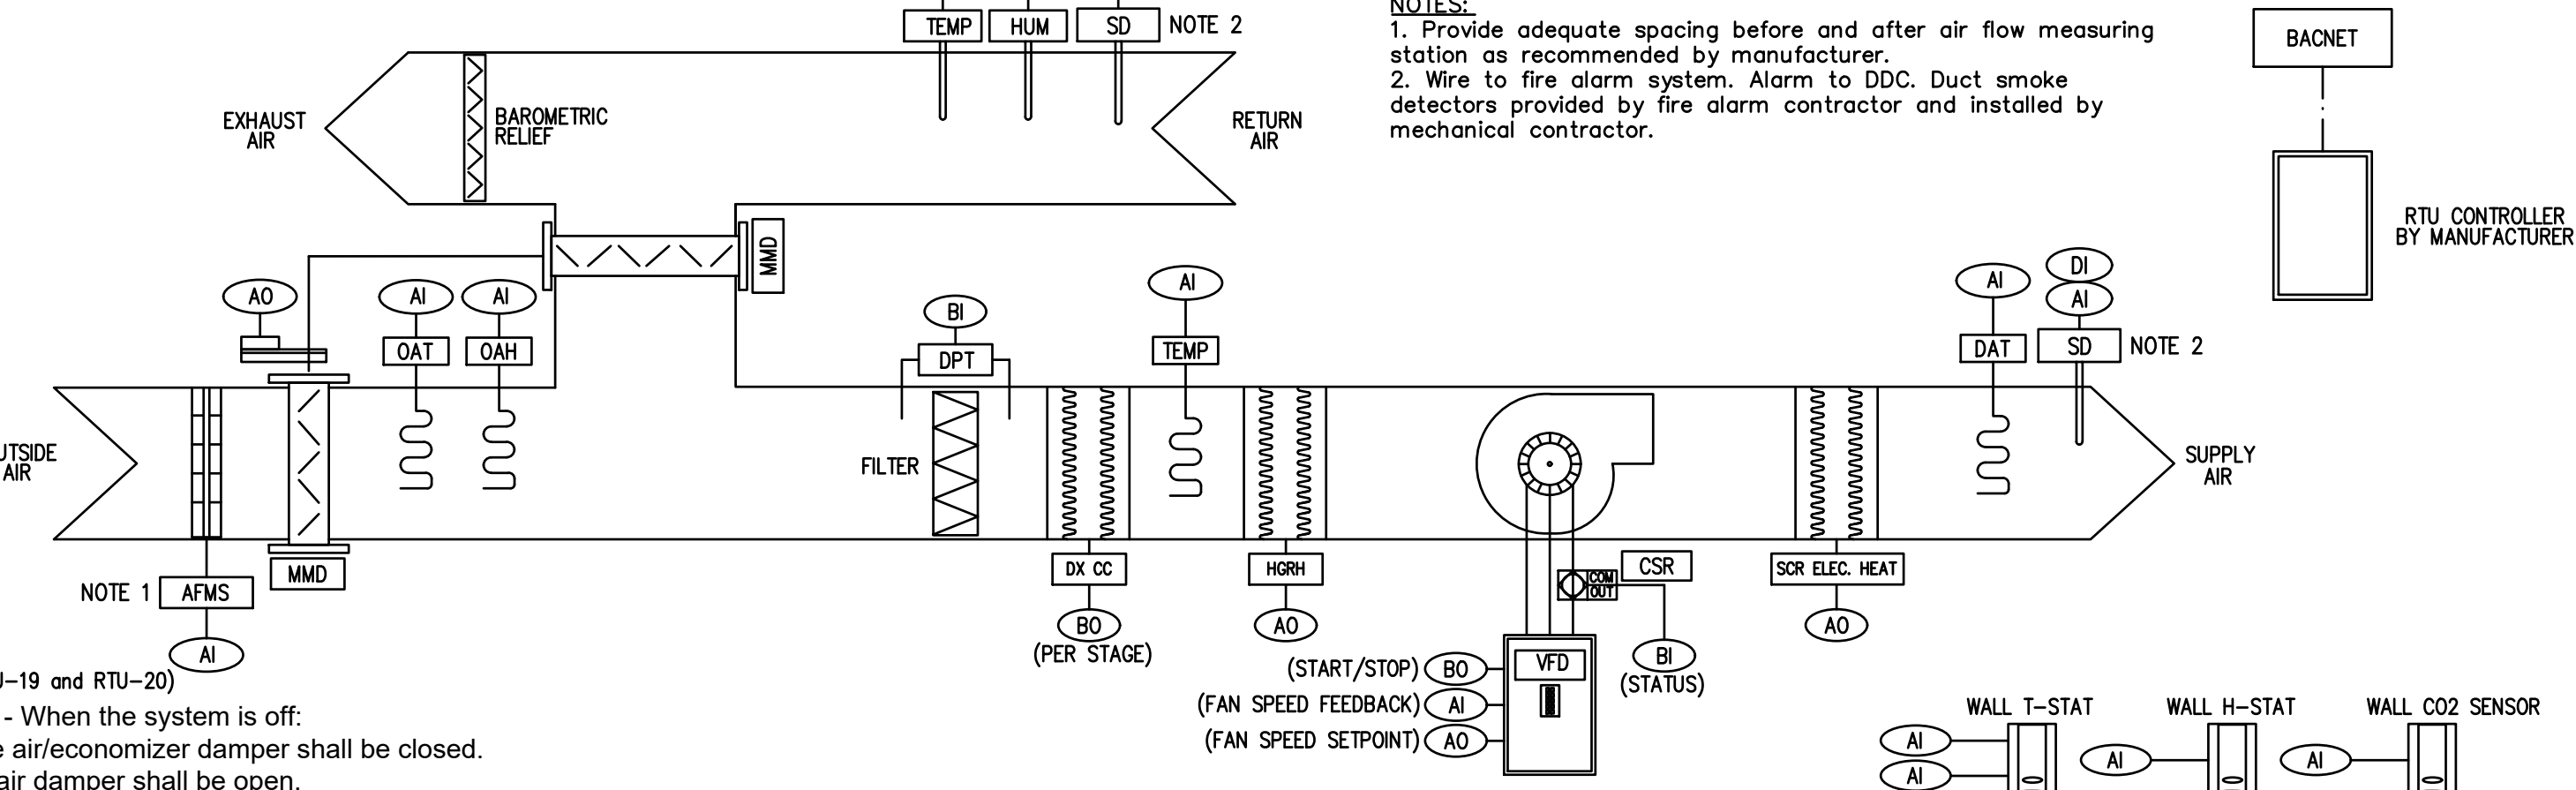 TEMP
HUM
SD
NOTE 2
NOTES:
1. Provide adequate spacing before and after air flow measuring
station as recommended by manufacturer.
2. Wire to fire alarm system. Alarm to DDC. Duct smoke
detectors provided by fire alarm contractor and installed by
mechanical contractor.
BACNET
RTU CONTROLLER
BY MANUFACTURER
EXHAUST
AIR
BAROMETRIC
RELIEF
RETURN
AIR
MMD
AO
AI
AI
OAT
OAH
BI
DPT
AI
TEMP
AI
DAT
DI
AI
SD
NOTE 2
UTSIDE
AIR
FILTER
SUPPLY
AIR
NOTE 1
AFMS
AI
MMD
DX CC
BO
(PER STAGE)
HGRH
AO
COM
OUT
CSR
BI
(STATUS)
SCR ELEC. HEAT
AO
VFD
(START/STOP)
BO
(FAN SPEED FEEDBACK)
AI
(FAN SPEED SETPOINT)
AO
U-19 and RTU-20)
- When the system is off:
e air/economizer damper shall be closed.
air damper shall be open.
WALL T-STAT
AI
AI
WALL H-STAT
AI
WALL CO2 SENSOR
AI